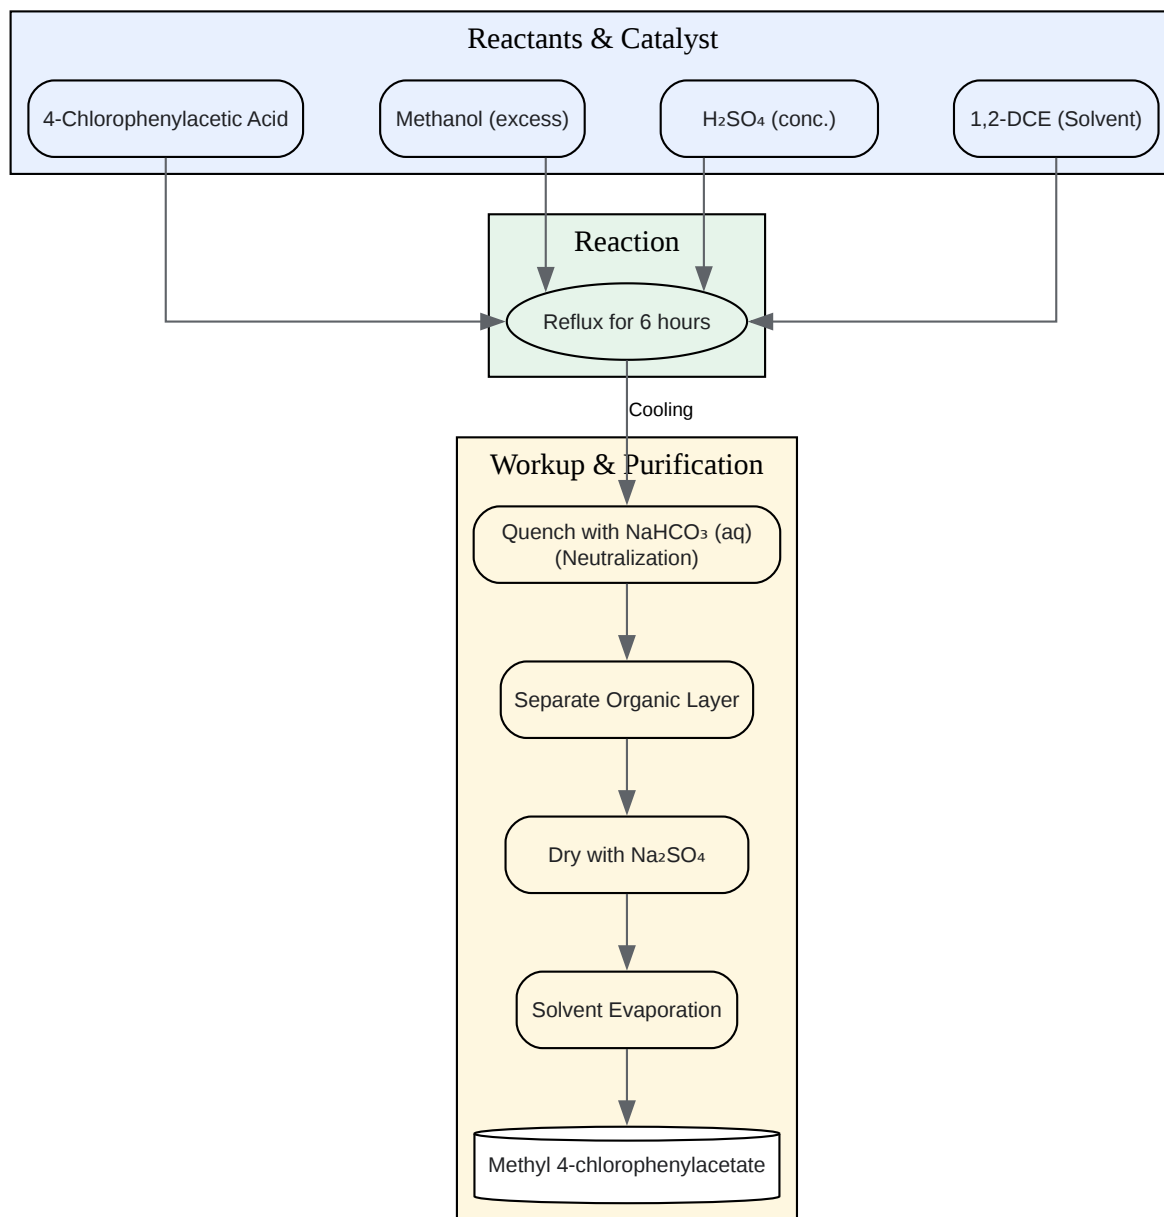 Reactants & Catalyst
4-Chlorophenylacetic Acid
Methanol (excess)
H₂SO₄ (conc.)
1,2-DCE (Solvent)
Reaction
Reflux for 6 hours
Cooling
Workup & Purification
Quench with NaHCO₃ (aq)
(Neutralization)
Separate Organic Layer
Dry with Na₂SO₄
Solvent Evaporation
Methyl 4-chlorophenylacetate